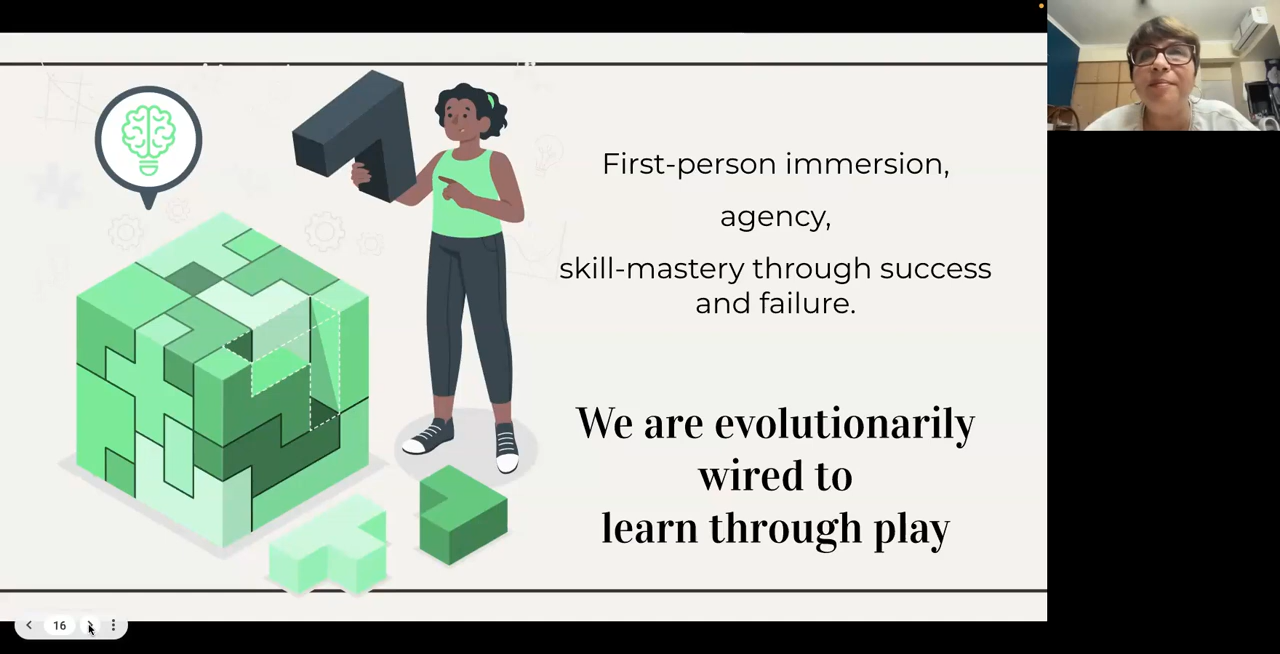 First-person immersion,
agency,
skill-mastery through success
and failure.
We are evolutionarily
wired to
learn through play
16